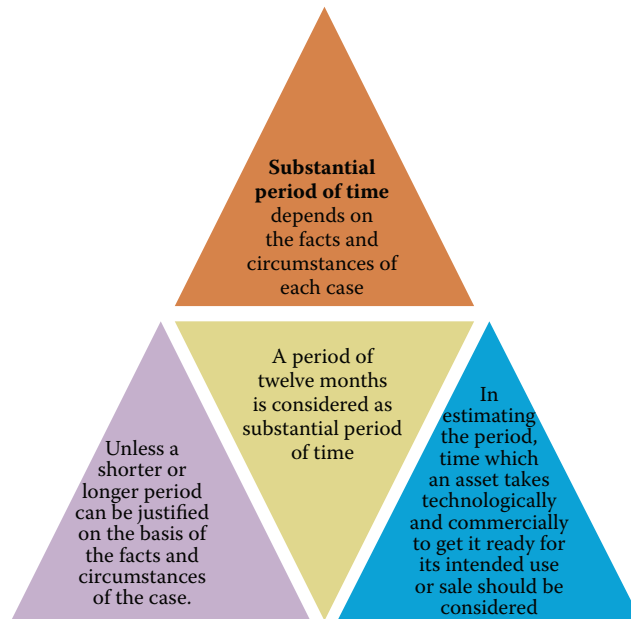 Substantial
period of time
depends on
the facts and
circumstances of
each case
A period of
twelve months
is considered as
substantial period
of time
Unless a
shorter or
longer period
can be justified
on the basis of
the facts and
circumstances
of the case.
In
estimating
the period,
time which
an asset takes
technologically
and commercially
to get it ready for
its intended use
or sale should be
considered